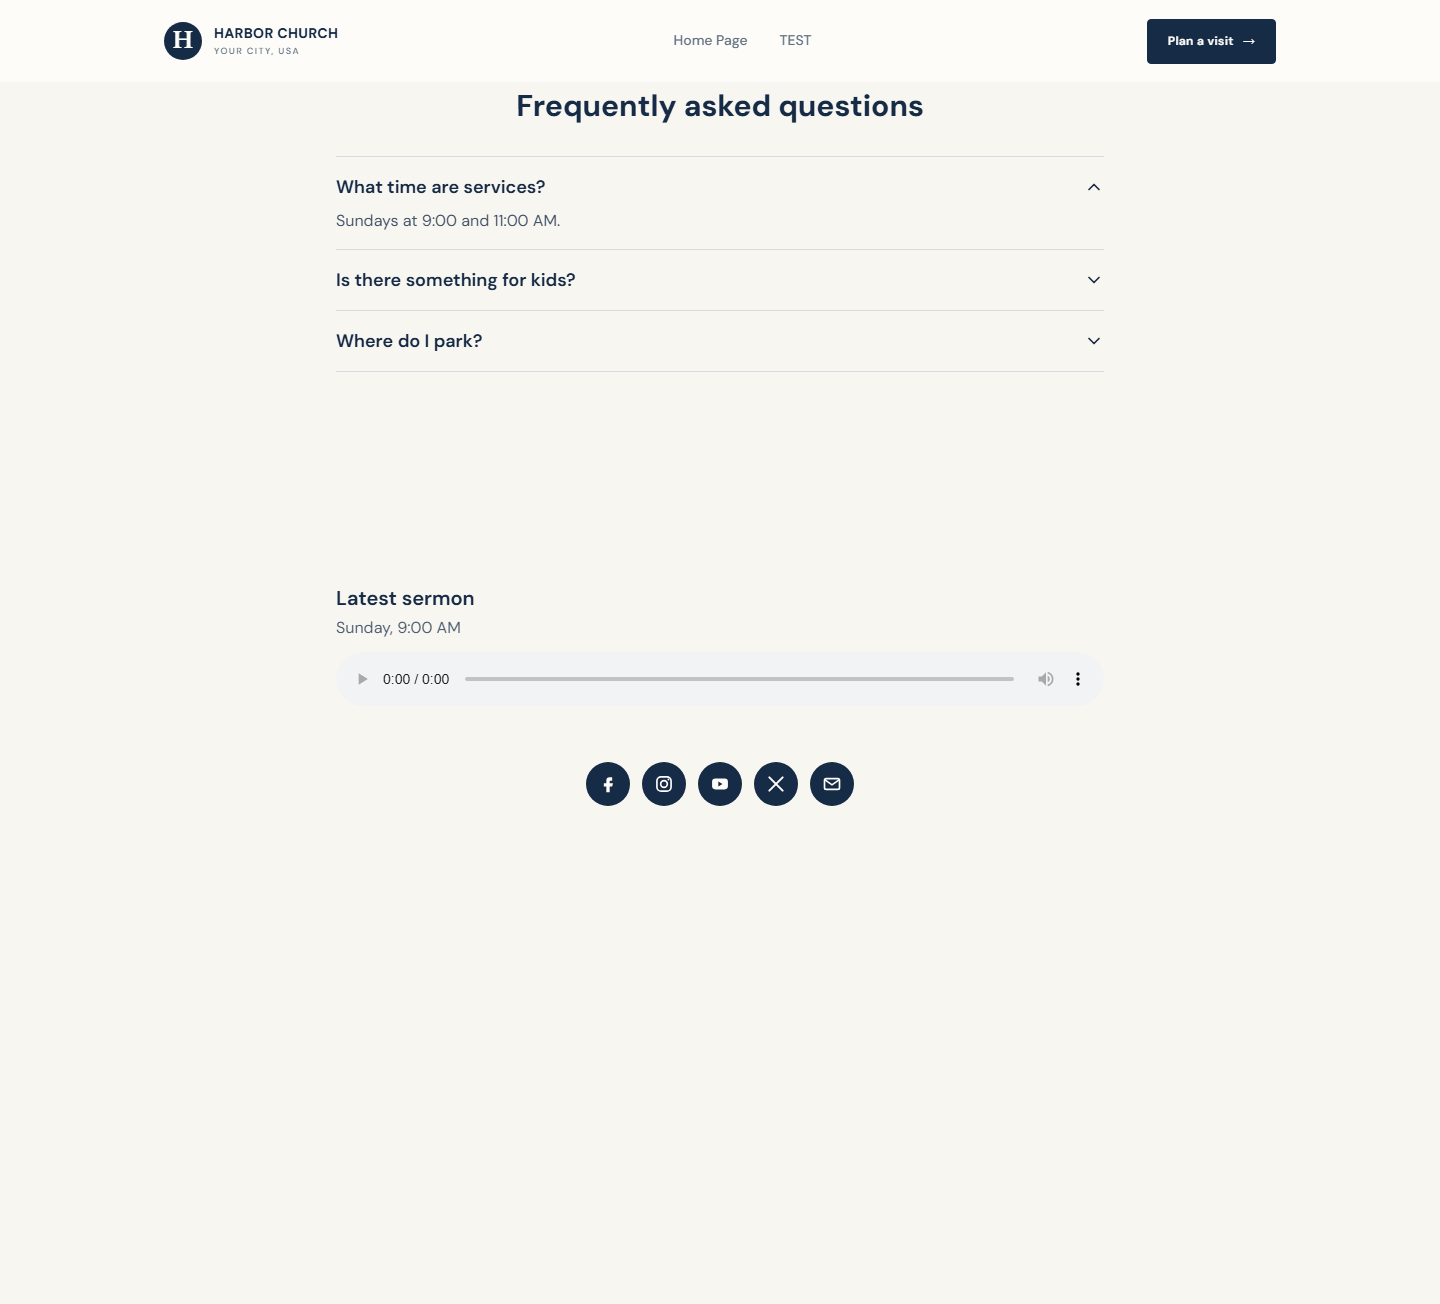 H
HARBOR CHURCH
YOUR CITY, USA
Home Page
TEST
Plan a visit →
Frequently asked questions
What time are services?
Sundays at 9:00 and 11:00 AM.
Is there something for kids?
Where do I park?
Latest sermon
Sunday, 9:00 AM
0:00 / 0:00